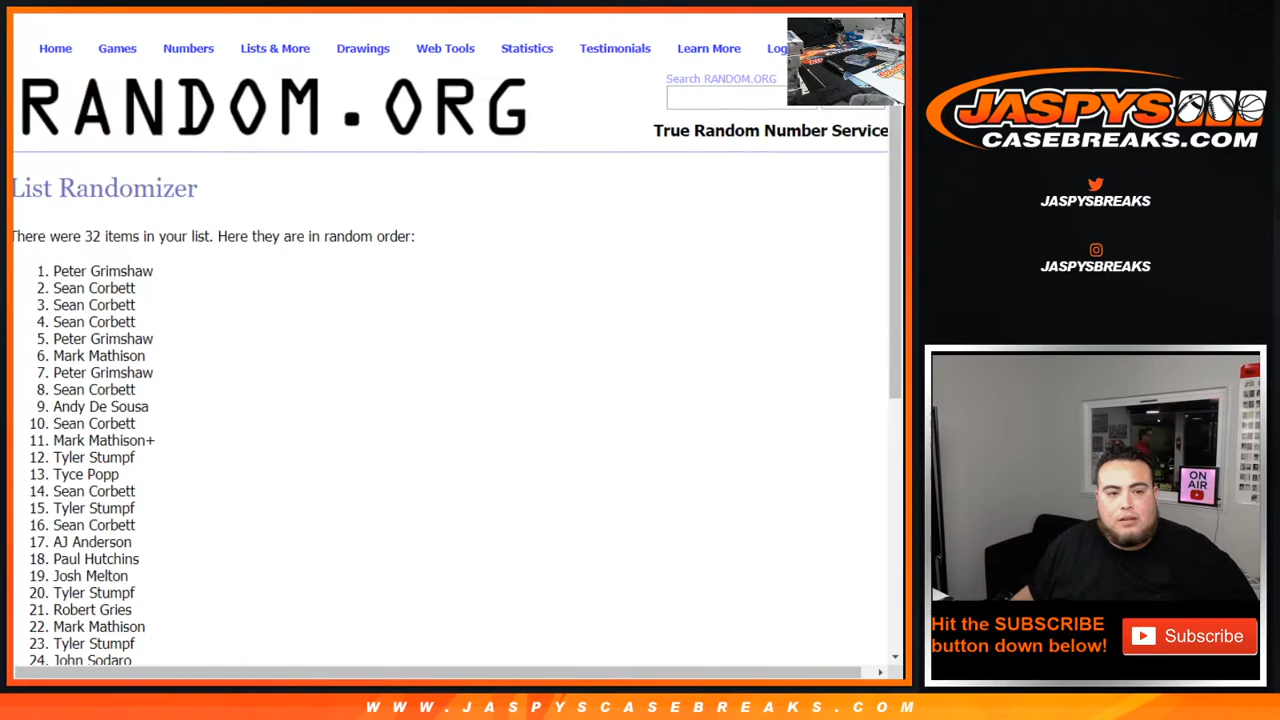 Home Games Numbers Lists & More Drawings Web Tools Statistics Testimonials Learn More Log
RANDOM.ORG
Search RANDOM.ORG
True Random Number Service
List Randomizer
There were 32 items in your list. Here they are in random order:
1. Peter Grimshaw
2. Sean Corbett
3. Sean Corbett
4. Sean Corbett
5. Peter Grimshaw
6. Mark Mathison
7. Peter Grimshaw
8. Sean Corbett
9. Andy De Sousa
10. Sean Corbett
11. Mark Mathison+
12. Tyler Stumpf
13. Tyce Popp
14. Sean Corbett
15. Tyler Stumpf
16. Sean Corbett
17. AJ Anderson
18. Paul Hutchins
19. Josh Melton
20. Tyler Stumpf
21. Robert Gries
22. Mark Mathison
23. Tyler Stumpf
24. John Sodaro
JASPYS
CASEBREAKS.COM
JASPYSBREAKS
JASPYSBREAKS
ON AIR
Hit the SUBSCRIBE
button down below!
Subscribe
WWW.JASPYSCASEBREAKS.COM